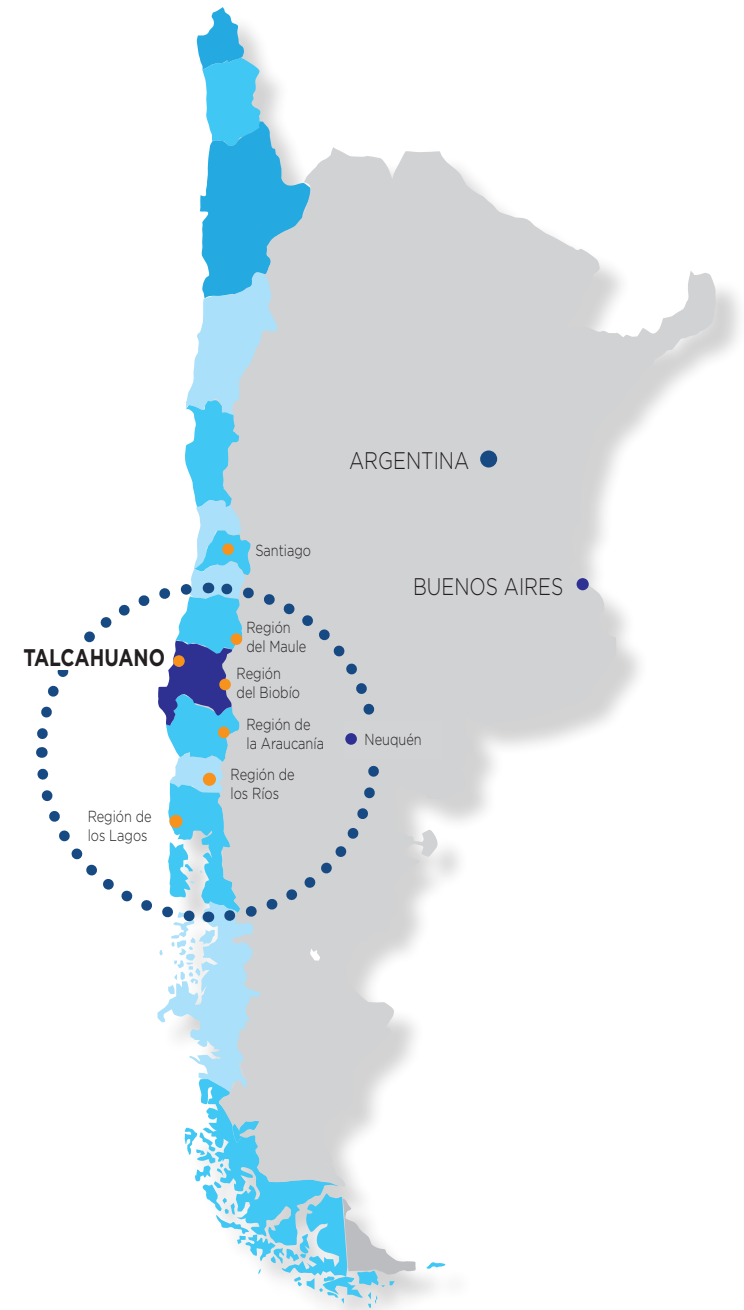 ARGENTINA
Santiago
BUENOS AIRES
Región
del Maule
TALCAHUANO
Región
del Biobío
Región de
la Araucanía
Neuquén
Región de
los Ríos
Región de
los Lagos